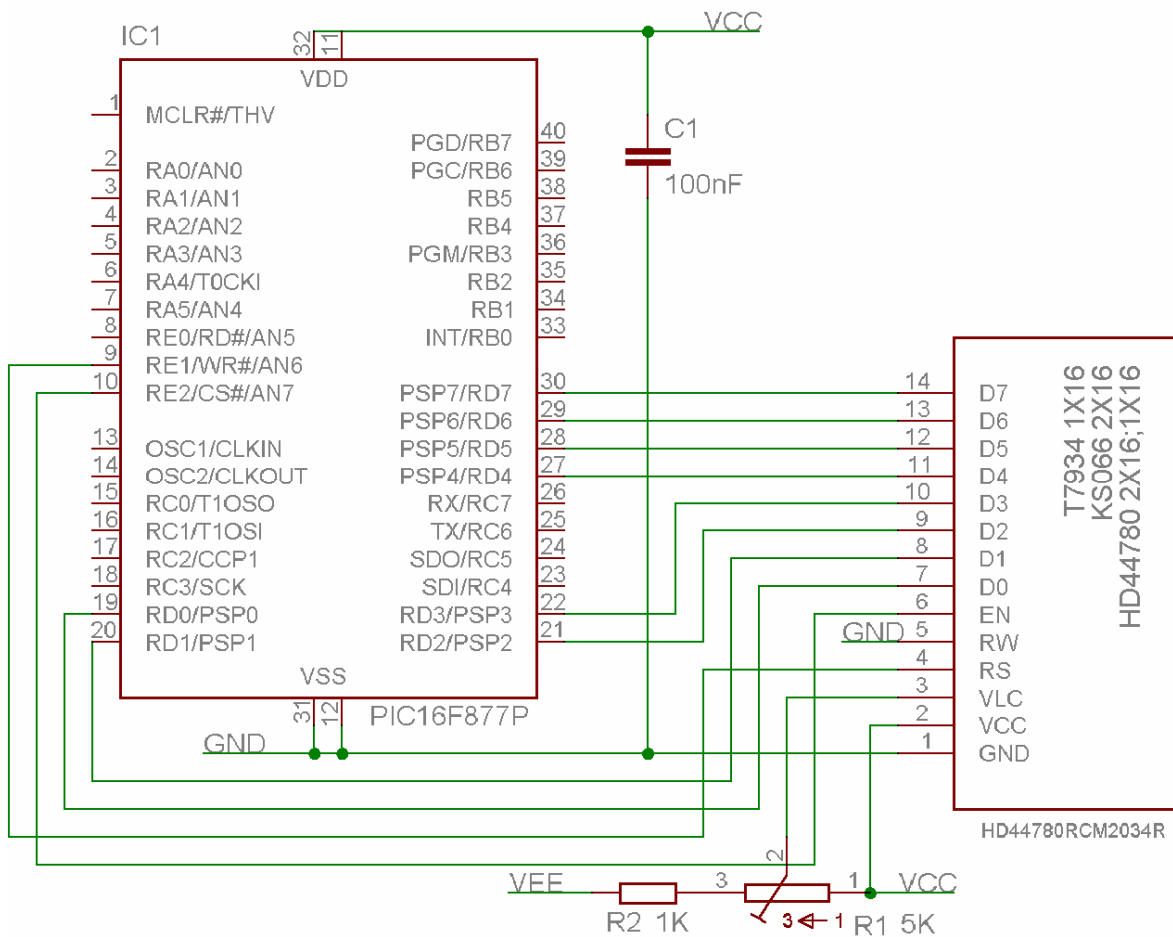 IC1
32
11
VCC
VDD
1 MCLR#/THV
2 RA0/AN0
3 RA1/AN1
4 RA2/AN2
5 RA3/AN3
6 RA4/T0CKI
7 RA5/AN4
8 RE0/RD#/AN5
9 RE1/WR#/AN6
10 RE2/CS#/AN7
13 OSC1/CLKIN
14 OSC2/CLKOUT
15 RC0/T1OSO
16 RC1/T1OSI
17 RC2/CCP1
18 RC3/SCK
19 RD0/PSP0
20 RD1/PSP1
PGD/RB7 40
PGC/RB6 39
RB5 38
RB4 37
PGM/RB3 36
RB2 35
RB1 34
INT/RB0 33
PSP7/RD7 30
PSP6/RD6 29
PSP5/RD5 28
PSP4/RD4 27
RX/RC7 26
TX/RC6 25
SDO/RC5 24
SDI/RC4 23
RD3/PSP3 22
RD2/PSP2 21
VSS
31
12
PIC16F877P
GND
C1
100nF
14 D7
13 D6
12 D5
11 D4
10 D3
9 D2
8 D1
7 D0
6 EN
GND 5 RW
4 RS
3 VLC
2 VCC
1 GND
T7934 1X16
KS066 2X16
HD44780 2X16;1X16
HD44780RCM2034R
2
VEE
3
1
VCC
R2 1K
3
1
R1 5K